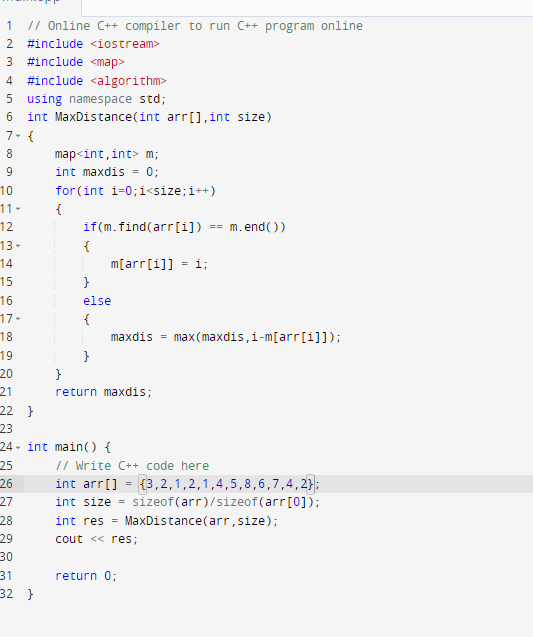 1 // Online C++ compiler to run C++ program online
2 #include <iostream>
3 #include <map>
4 #include <algorithm>
5 using namespace std;
6 int MaxDistance(int arr[],int size)
7 {
8     map<int,int> m;
9     int maxdis = 0;
10     for(int i=0;i<size;i++)
11     {
12         if(m.find(arr[i]) == m.end())
13         {
14             m[arr[i]] = i;
15         }
16         else
17         {
18             maxdis = max(maxdis,i-m[arr[i]]);
19         }
20     }
21     return maxdis;
22 }
23
24 int main() {
25     // Write C++ code here
26     int arr[] = {3,2,1,2,1,4,5,8,6,7,4,2};
27     int size = sizeof(arr)/sizeof(arr[0]);
28     int res = MaxDistance(arr,size);
29     cout << res;
30
31     return 0;
32 }